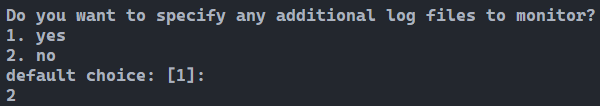 Do you want to specify any additional log files to monitor?
1. yes
2. no
default choice: [1]:
2